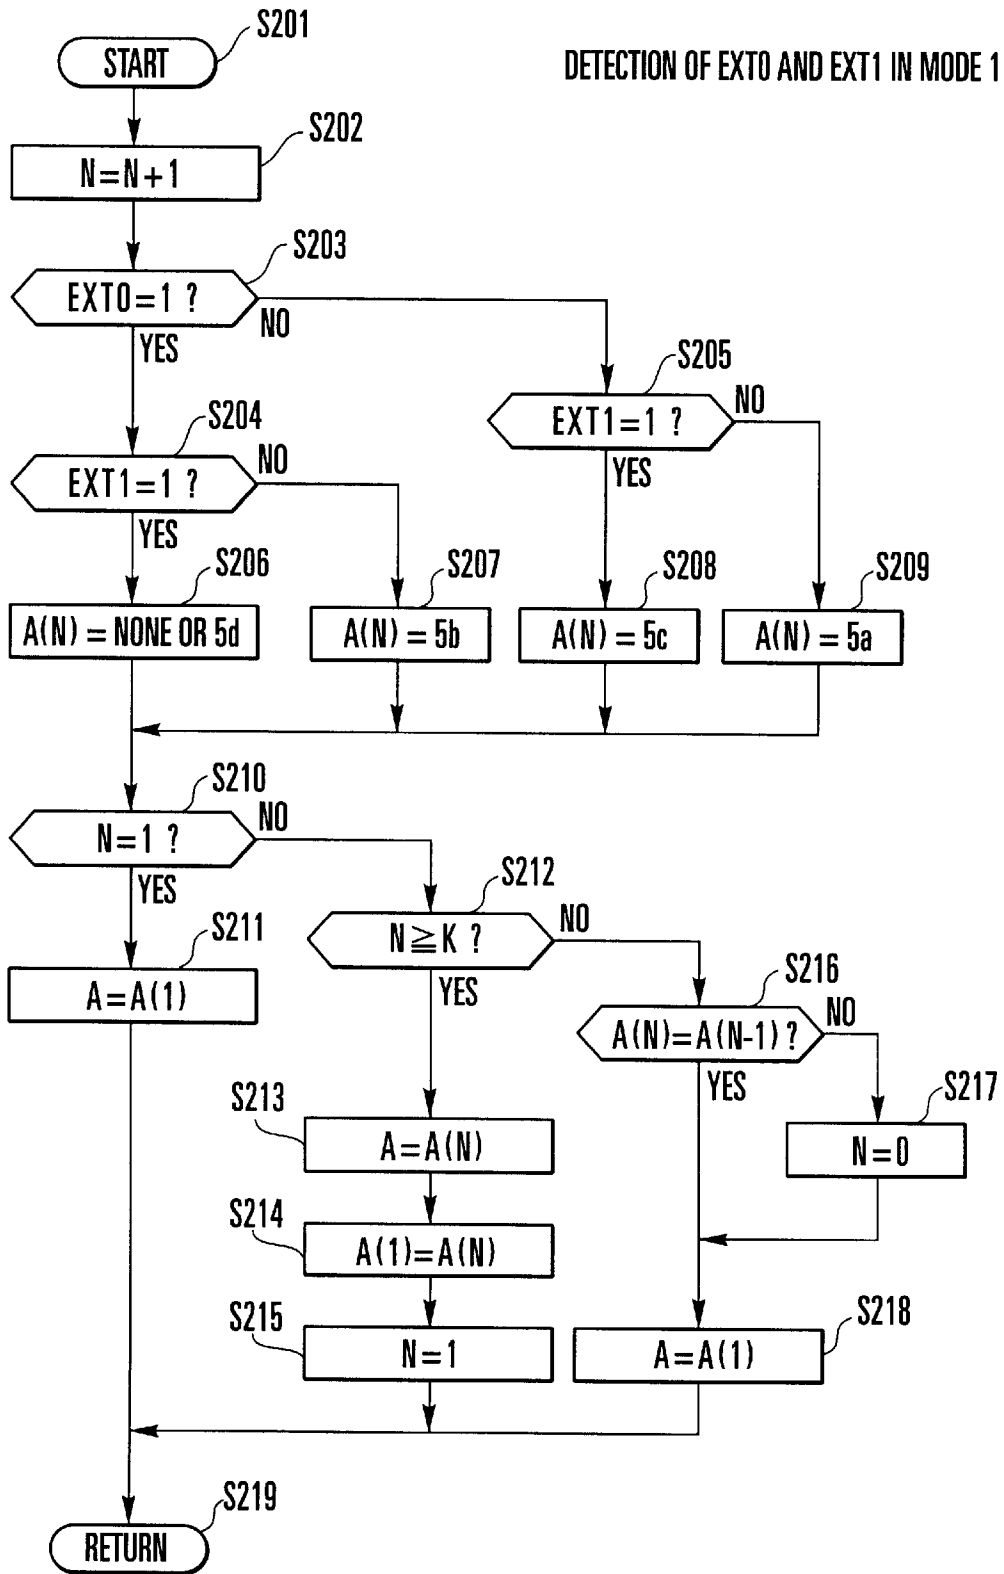 S201
START
DETECTION OF EXT0 AND EXT1 IN MODE 1
S202
N=N+1
S203
EXT0=1 ?
NO
YES
S205
EXT1=1 ?
NO
YES
S204
EXT1=1 ?
NO
YES
S206
A(N) = NONE OR 5d
S207
A(N) = 5b
S208
A(N) = 5c
S209
A(N) = 5a
S210
N=1 ?
NO
YES
S211
A=A(1)
S212
N≧K ?
NO
YES
S216
A(N)=A(N-1) ?
NO
YES
S217
N=0
S213
A=A(N)
S214
A(1)=A(N)
S215
N=1
S218
A=A(1)
S219
RETURN